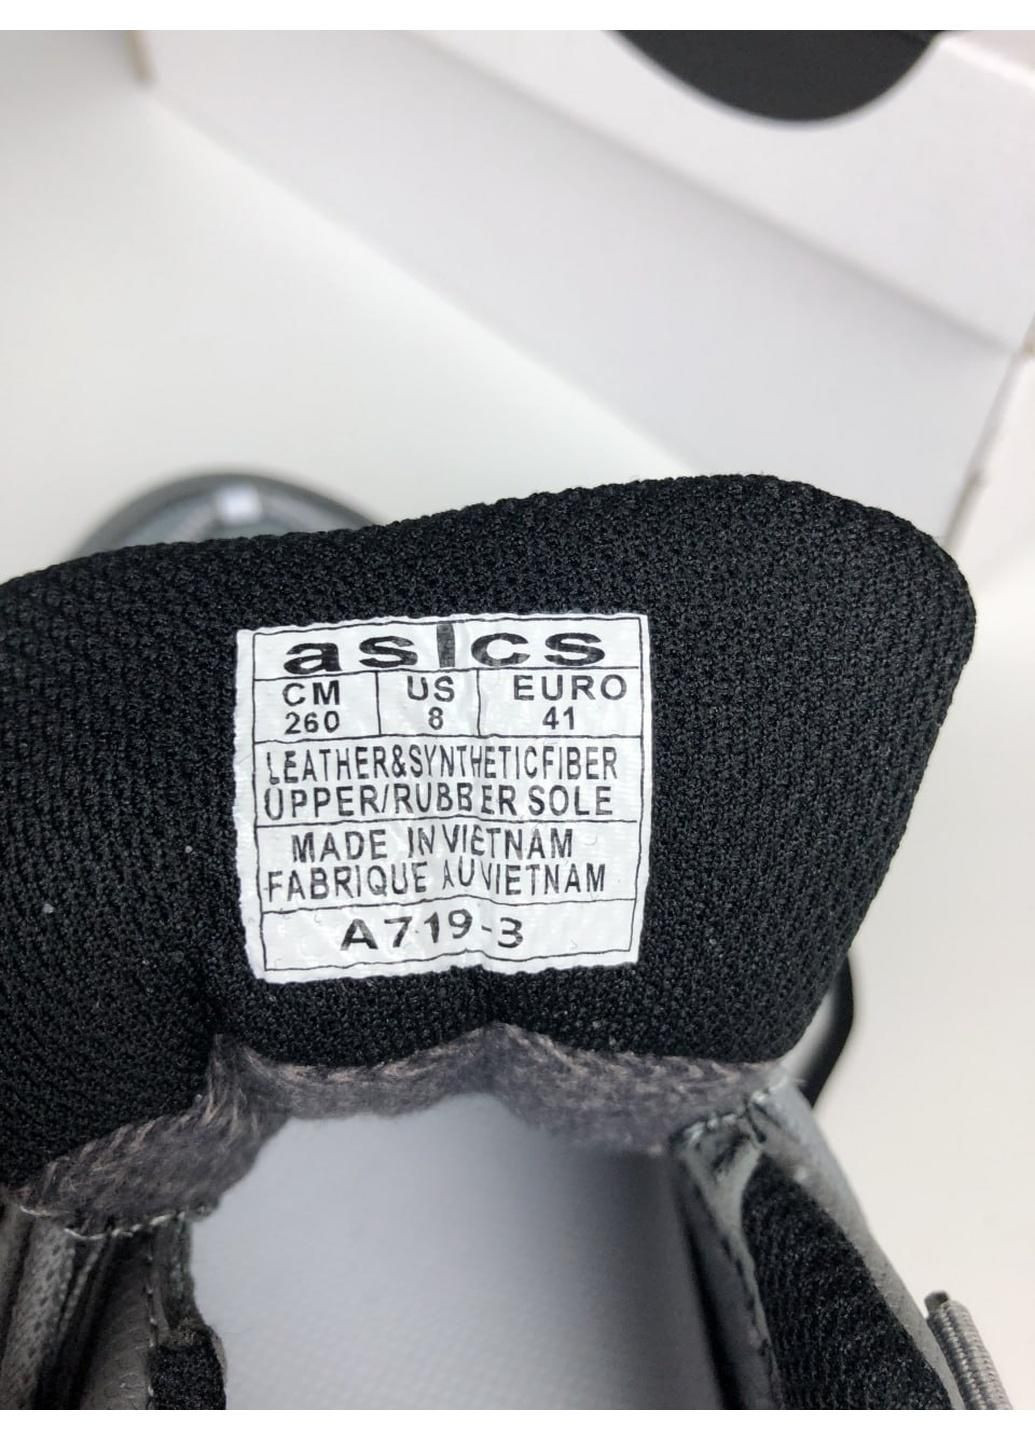 asics
CM US EURO
260 8 41
LEATHER&SYNTHETICFIBER
UPPER/RUBBER SOLE
MADE IN VIETNAM
FABRIQUE AU VIETNAM
A719-3